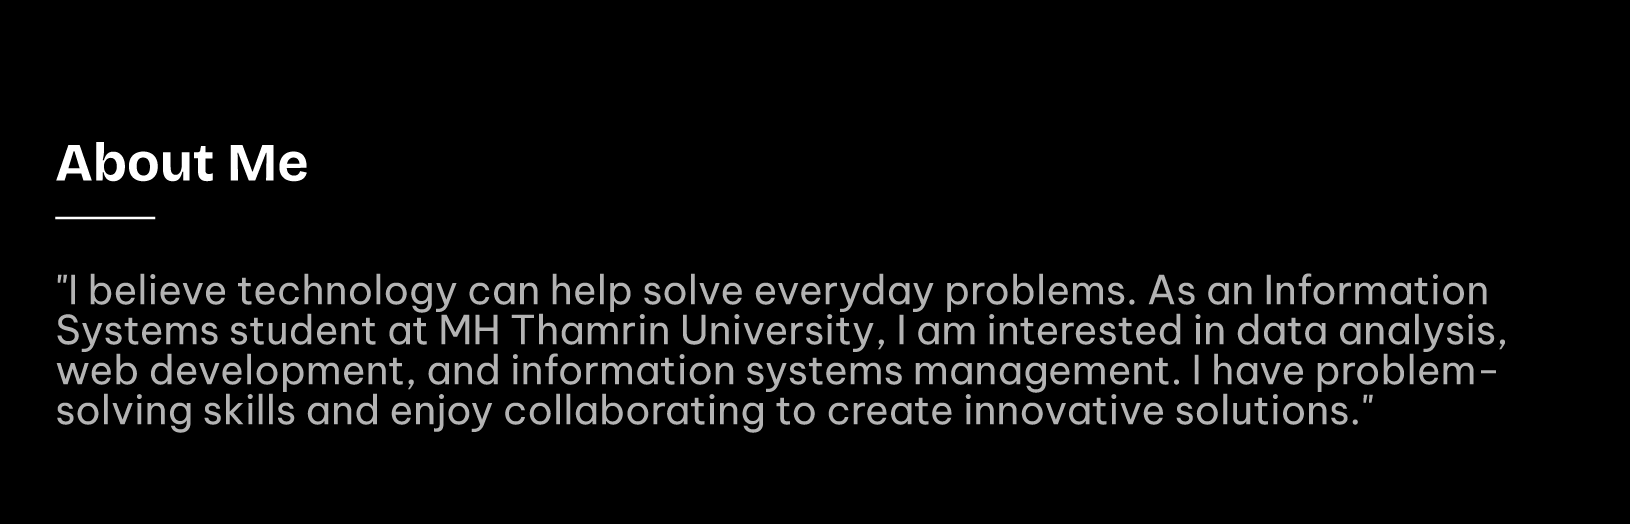 About Me
"I believe technology can help solve everyday problems. As an Information
Systems student at MH Thamrin University, I am interested in data analysis,
web development, and information systems management. I have problem-
solving skills and enjoy collaborating to create innovative solutions."